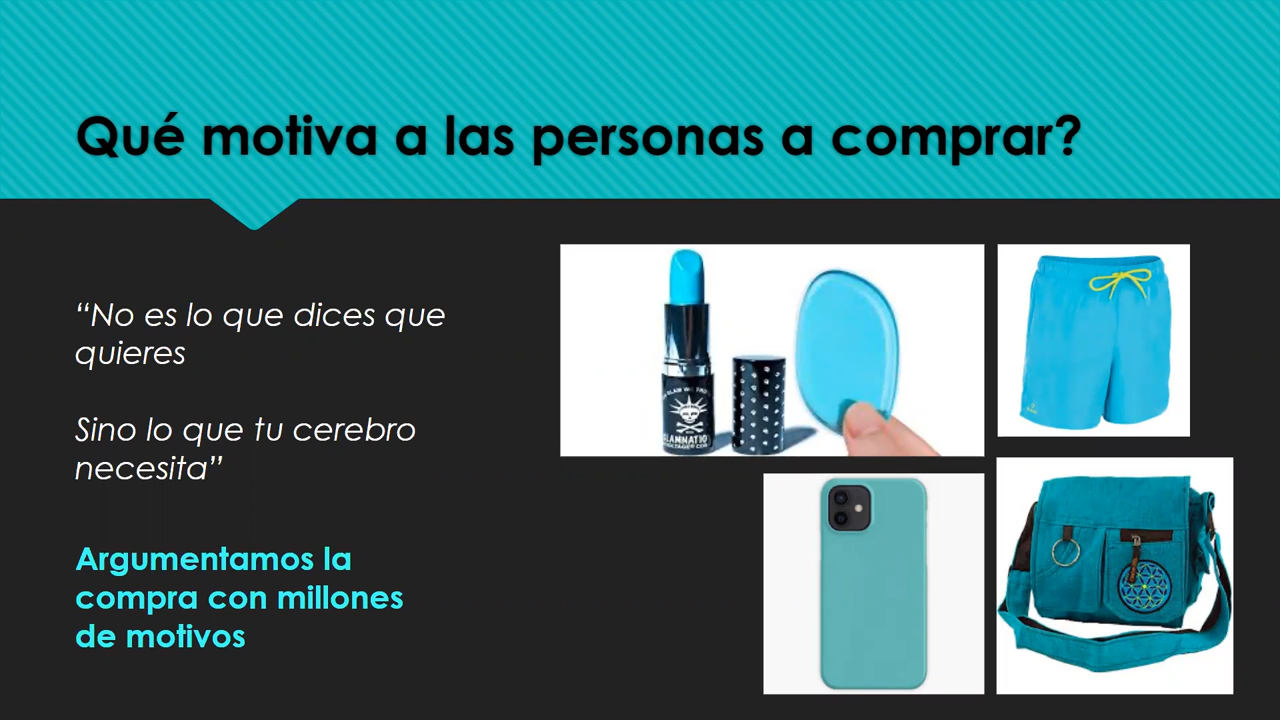 Qué motiva a las personas a comprar?
“No es lo que dices que
quieres
Sino lo que tu cerebro
necesita”
Argumentamos la
compra con millones
de motivos